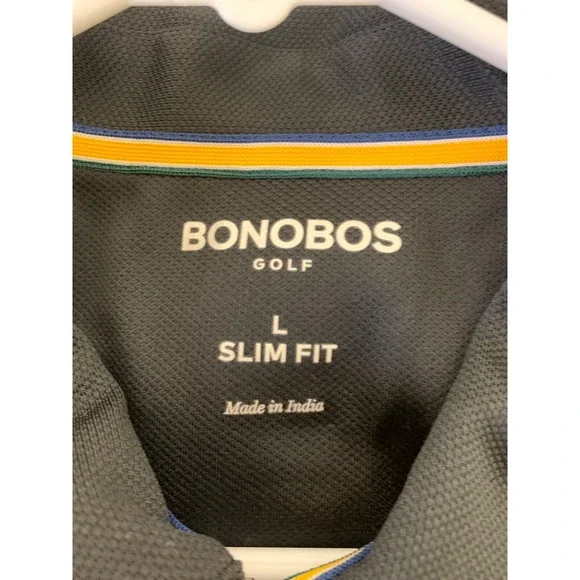 BONOBOS
GOLF
L
SLIM FIT
Made in India